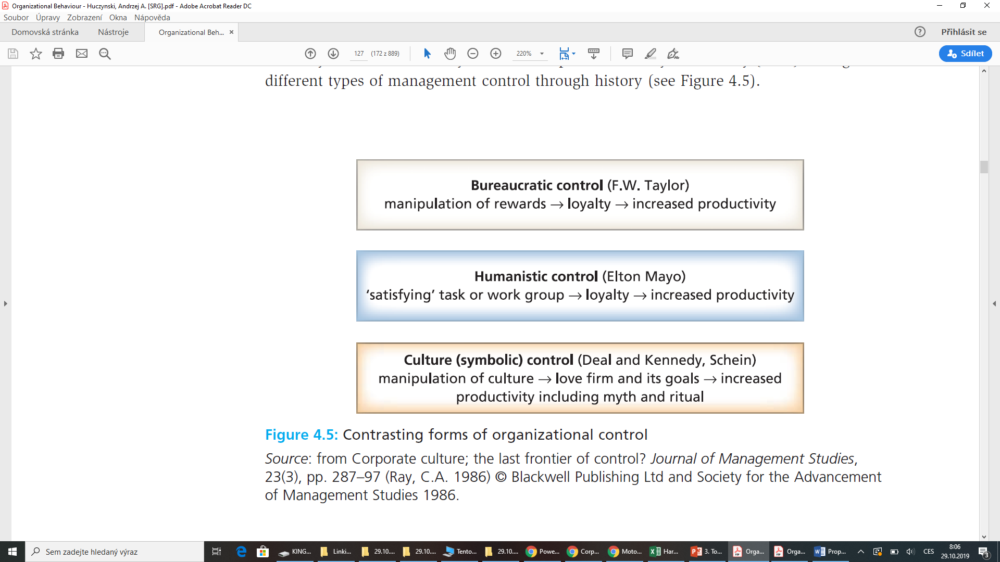 Organizational Behaviour - Huczynski, Andrzej A. [SRG].pdf - Adobe Acrobat Reader DC
Soubor Úpravy Zobrazení Okna Nápověda
Domovská stránka Nástroje Organizational Beh... × Přihlásit se
127 (172 z 889) 220% Sdílet
different types of management control through history (see Figure 4.5).
Bureaucratic control (F.W. Taylor)
manipulation of rewards → loyalty → increased productivity
Humanistic control (Elton Mayo)
‘satisfying’ task or work group → loyalty → increased productivity
Culture (symbolic) control (Deal and Kennedy, Schein)
manipulation of culture → love firm and its goals → increased
productivity including myth and ritual
Figure 4.5: Contrasting forms of organizational control
Source: from Corporate culture; the last frontier of control? Journal of Management Studies,
23(3), pp. 287–97 (Ray, C.A. 1986) © Blackwell Publishing Ltd and Society for the Advancement
of Management Studies 1986.
Sem zadejte hledaný výraz KING... Linki... 29.10.... 29.10.... Tento... 29.10.... Powe... Corp... Moto... Har... 3. To... Orga... Orga... Prop... CES 8:06
29.10.2019 3